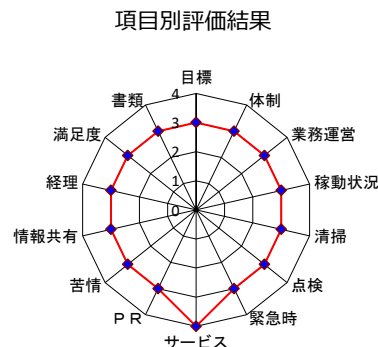 項目別評価結果
目標
体制
業務運営
稼動状況
清掃
点検
緊急時
サービス
ＰＲ
苦情
情報共有
経理
満足度
書類
4
3
2
1
0